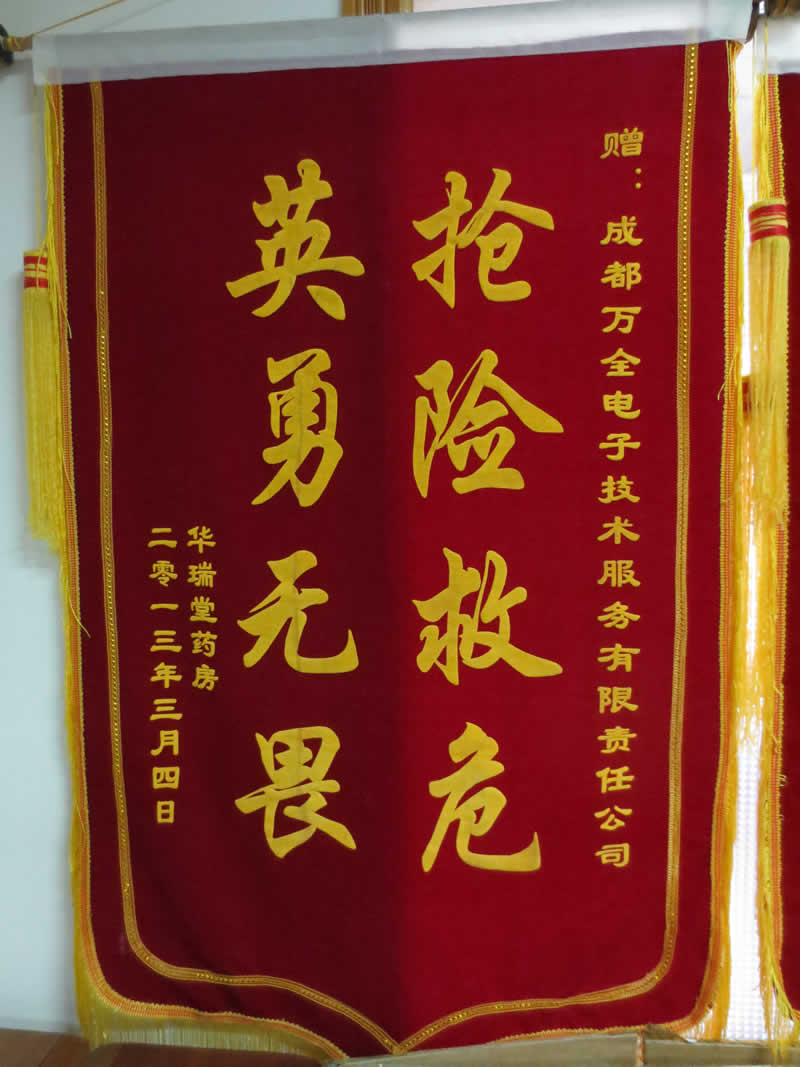 赠：成都万全电子技术服务有限责任公司
抢险救危
英勇无畏
华瑞堂药房
二零一三年三月四日